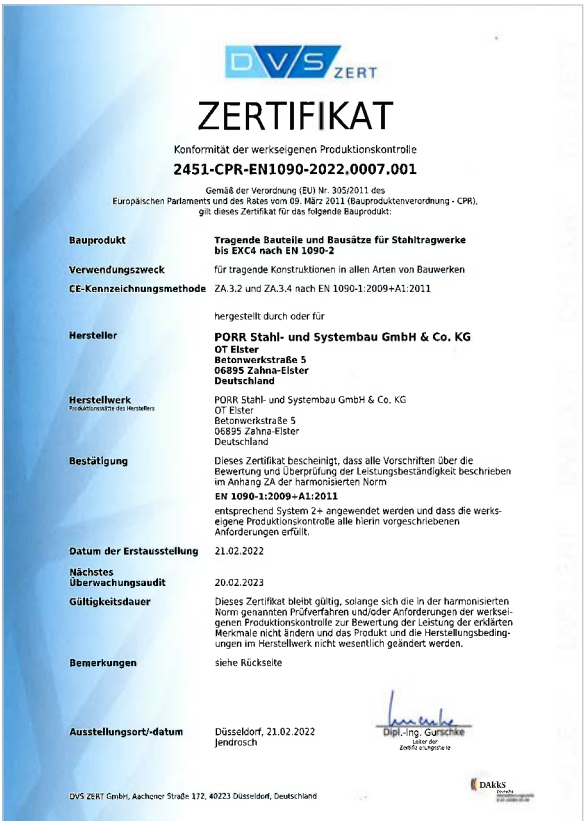 DVS ZERT
ZERTIFIKAT
Konformität der werkseigenen Produktionskontrolle
2451-CPR-EN1090-2022.0007.001
Gemäß der Verordnung (EU) Nr. 305/2011 des
Europäischen Parlaments und des Rates vom 09. März 2011 (Bauproduktenverordnung - CPR),
gilt dieses Zertifikat für das folgende Bauprodukt:
Bauprodukt
Tragende Bauteile und Bausätze für Stahltragwerke
bis EXC4 nach EN 1090-2
Verwendungszweck
für tragende Konstruktionen in allen Arten von Bauwerken
CE-Kennzeichnungsmethode
ZA.3.2 und ZA.3.4 nach EN 1090-1:2009+A1:2011
hergestellt durch oder für
Hersteller
PORR Stahl- und Systembau GmbH & Co. KG
OT Elster
Betonwerkstraße 5
06895 Zahna-Elster
Deutschland
Herstellwerk
Produktionsstätte des Herstellers
PORR Stahl- und Systembau GmbH & Co. KG
OT Elster
Betonwerkstraße 5
06895 Zahna-Elster
Deutschland
Bestätigung
Dieses Zertifikat bescheinigt, dass alle Vorschriften über die
Bewertung und Überprüfung der Leistungsbeständigkeit beschrieben
im Anhang ZA der harmonisierten Norm
EN 1090-1:2009+A1:2011
entsprechend System 2+ angewendet werden und dass die werks-
eigene Produktionskontrolle alle hierin vorgeschriebenen
Anforderungen erfüllt.
Datum der Erstausstellung
21.02.2022
Nächstes
Überwachungsaudit
20.02.2023
Gültigkeitsdauer
Dieses Zertifikat bleibt gültig, solange sich die in der harmonisierten
Norm genannten Prüfverfahren und/oder Anforderungen der werksei-
genen Produktionskontrolle zur Bewertung der Leistung der erklärten
Merkmale nicht ändern und das Produkt und die Herstellungsbeding-
ungen im Herstellwerk nicht wesentlich geändert werden.
Bemerkungen
siehe Rückseite
Ausstellungsort/-datum
Düsseldorf, 21.02.2022
Jendrosch
Dipl.-Ing. Gurschke
Leiter der
Zertifizierungsstelle
DVS ZERT GmbH, Aachener Straße 172, 40223 Düsseldorf, Deutschland
DAkkS